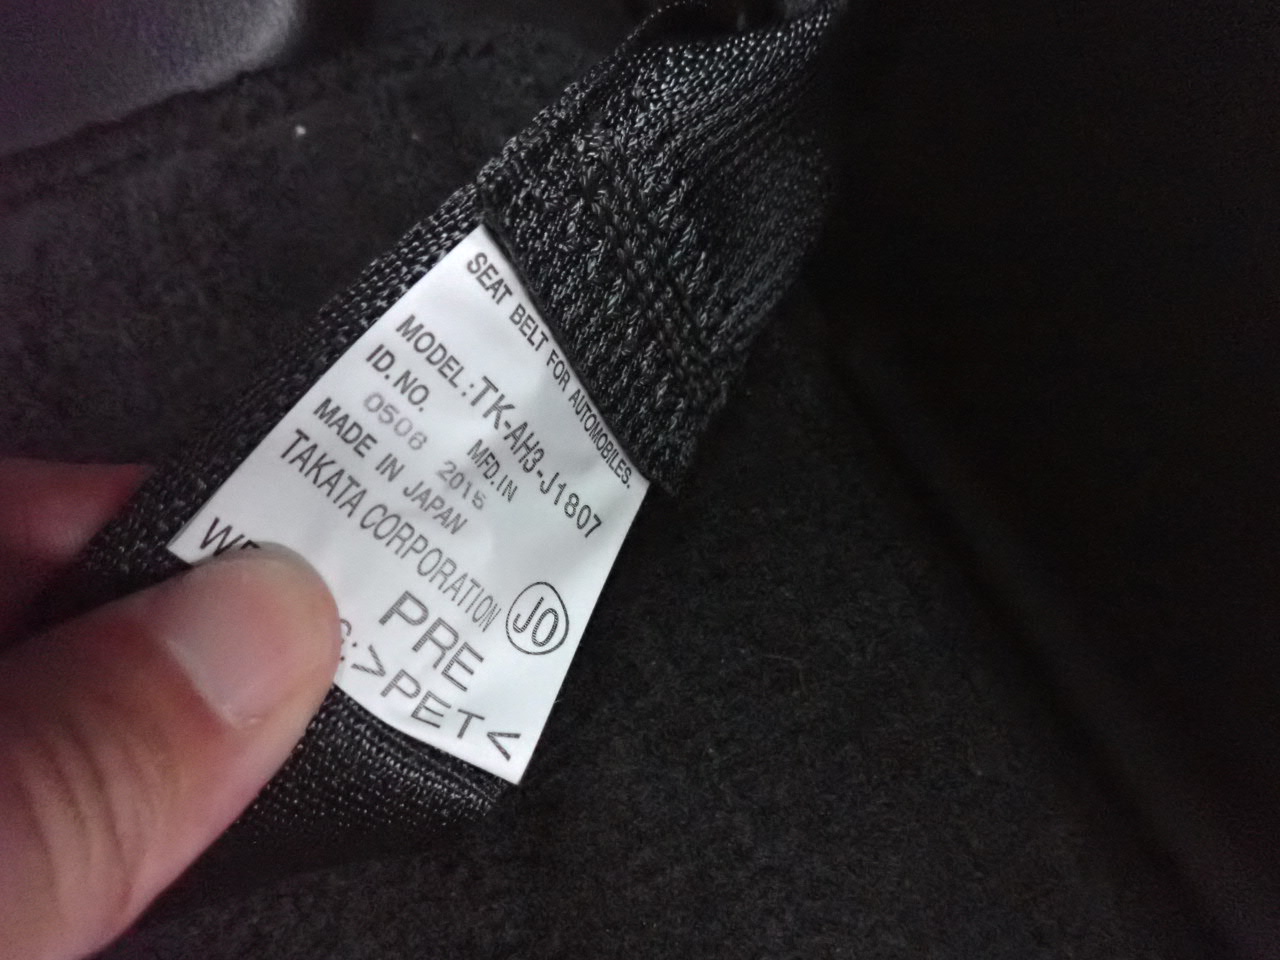 SEAT BELT FOR AUTOMOBILES.
MODEL: TK-AH3-J1807
ID.NO. MFD.IN
0506 2015
MADE IN JAPAN
TAKATA CORPORATION JO
PRE
:>PET<